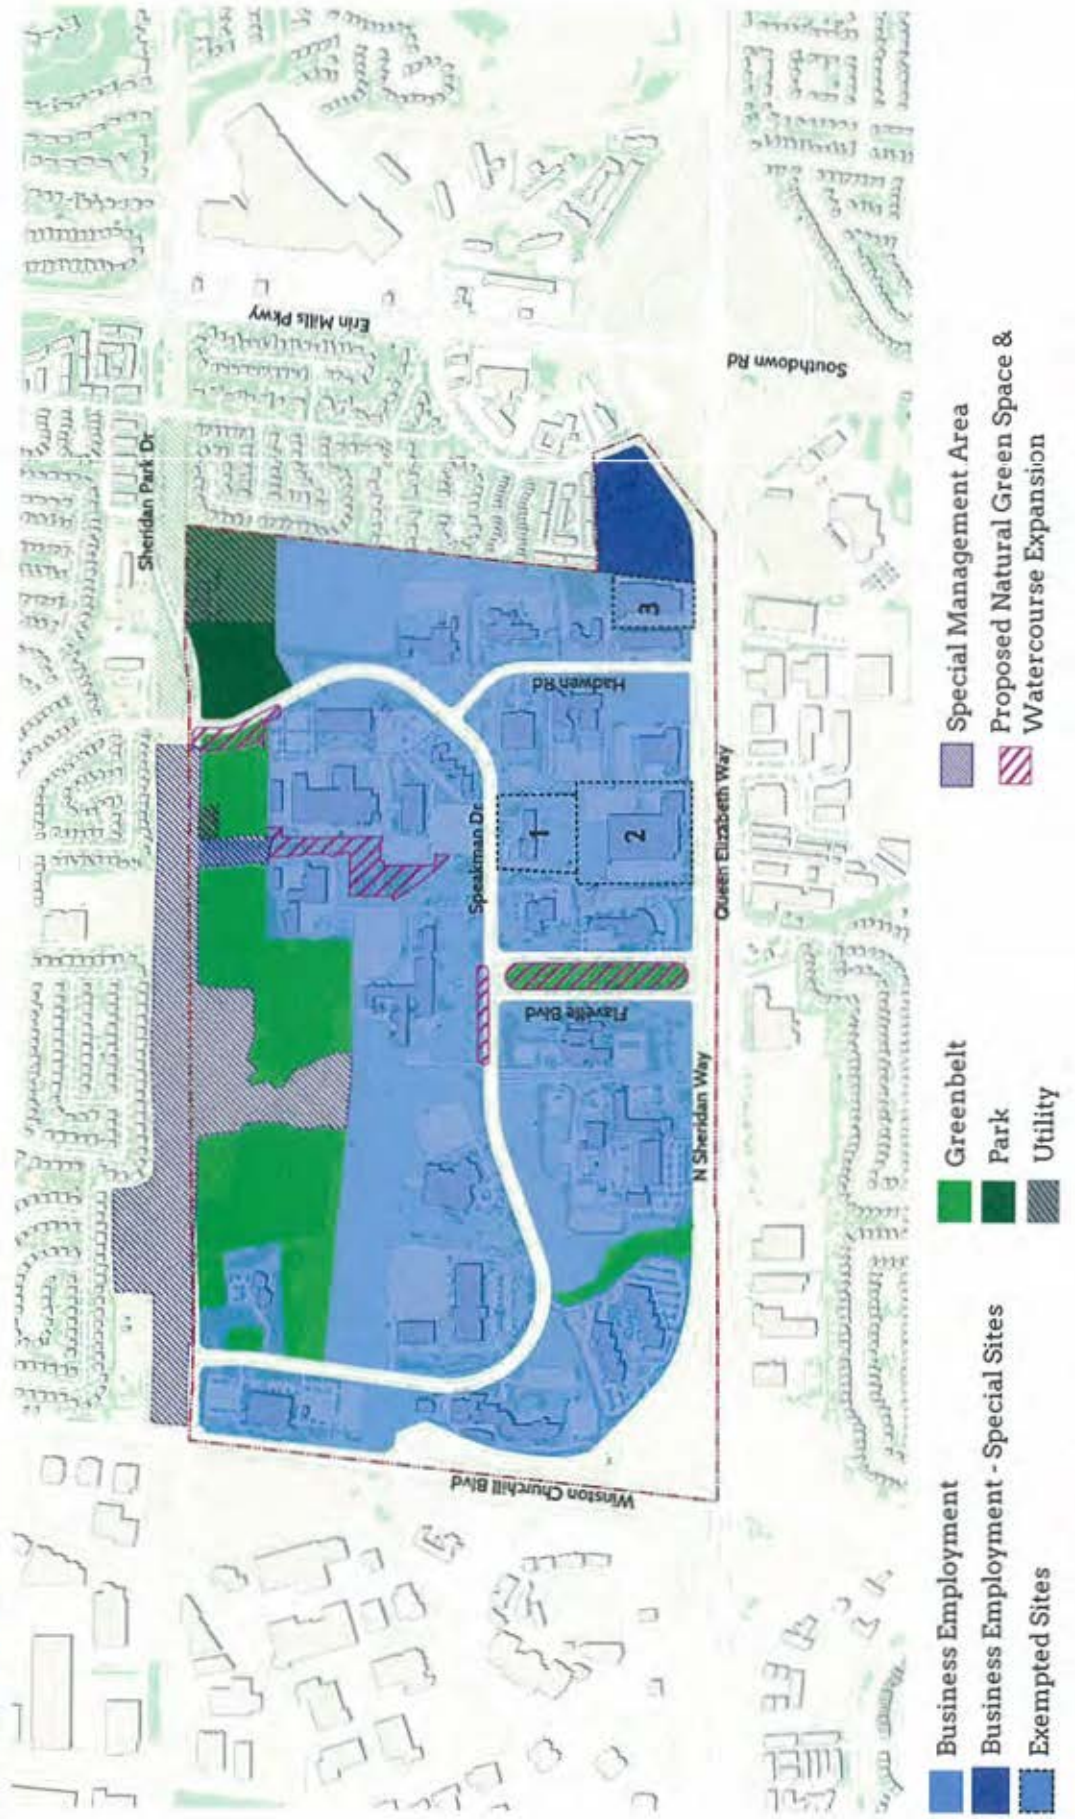 Sheridan Park Dr
Erin Mills Pkwy
Southdown Rd
Hadwen Rd
Speakman Dr
Flavelle Blvd
Queen Elizabeth Way
N Sheridan Way
Winston Churchill Blvd
1
2
3
Business Employment
Business Employment - Special Sites
Exempted Sites
Greenbelt
Park
Utility
Special Management Area
Proposed Natural Green Space &
Watercourse Expansion